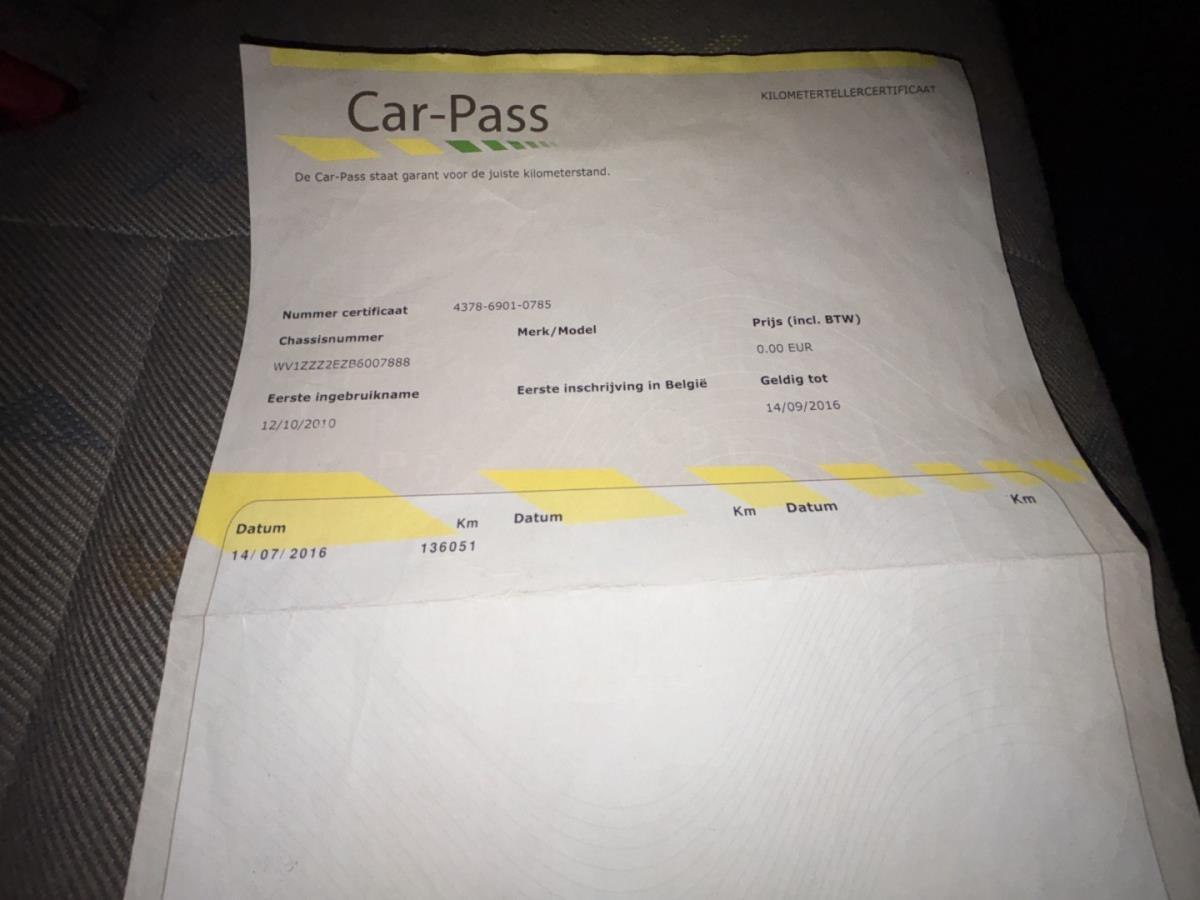 Car-Pass
KILOMETERTELLERCERTIFICAAT
De Car-Pass staat garant voor de juiste kilometerstand.
Nummer certificaat 4378-6901-0785
Chassisnummer Merk/Model Prijs (incl. BTW)
WV1ZZZ2EZB6007888 0.00 EUR
Eerste ingebruikname Eerste inschrijving in België Geldig tot
12/10/2010 14/09/2016
Datum Km Datum Km Datum Km
14/07/2016 136051